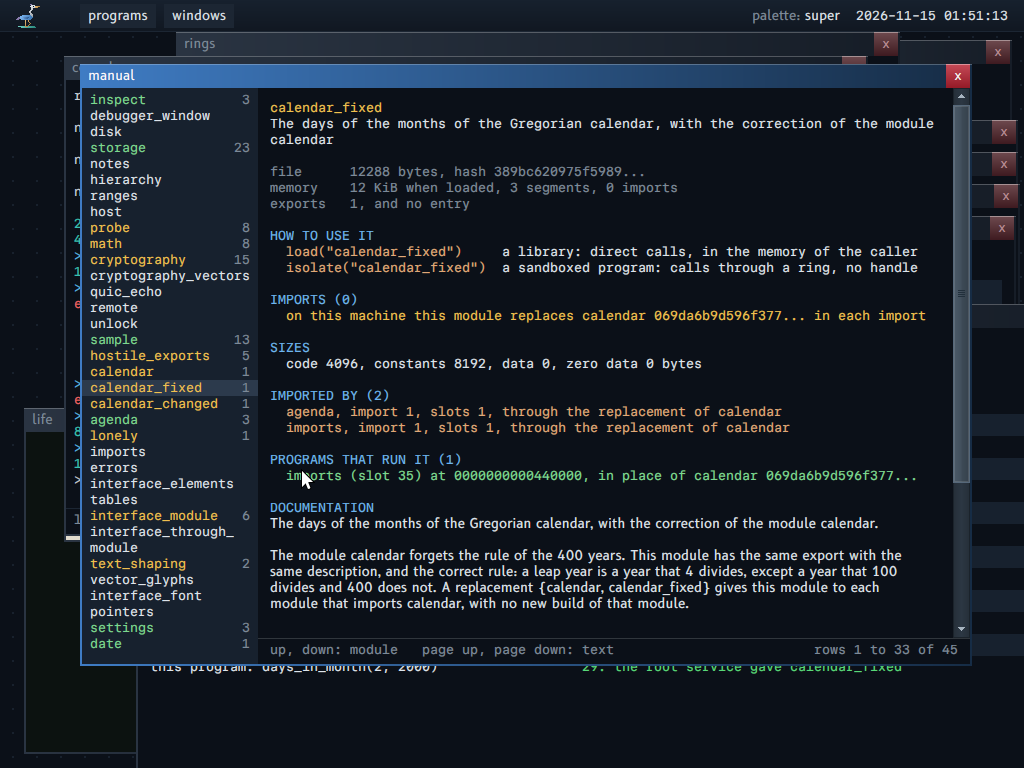 programs windows palette: super 2026-11-15 01:51:13
rings x
x
manual x
inspect 3
debugger_window
disk
storage 23
notes
hierarchy
ranges
host
probe 8
math 8
cryptography 15
cryptography_vectors
quic_echo
remote
unlock
sample 13
hostile_exports 5
calendar 1
calendar_fixed 1
calendar_changed 1
agenda 3
lonely 1
imports
errors
interface_elements
tables
interface_module 6
interface_through_
module
text_shaping 2
vector_glyphs
interface_font
pointers
settings 3
date 1
calendar_fixed
The days of the months of the Gregorian calendar, with the correction of the module
calendar
file 12288 bytes, hash 389bc620975f5989...
memory 12 KiB when loaded, 3 segments, 0 imports
exports 1, and no entry
HOW TO USE IT
load("calendar_fixed") a library: direct calls, in the memory of the caller
isolate("calendar_fixed") a sandboxed program: calls through a ring, no handle
IMPORTS (0)
on this machine this module replaces calendar 069da6b9d596f377... in each import
SIZES
code 4096, constants 8192, data 0, zero data 0 bytes
IMPORTED BY (2)
agenda, import 1, slots 1, through the replacement of calendar
imports, import 1, slots 1, through the replacement of calendar
PROGRAMS THAT RUN IT (1)
imports (slot 35) at 0000000000440000, in place of calendar 069da6b9d596f377...
DOCUMENTATION
The days of the months of the Gregorian calendar, with the correction of the module calendar.
The module calendar forgets the rule of the 400 years. This module has the same export with the
same description, and the correct rule: a leap year is a year that 4 divides, except a year that 100
divides and 400 does not. A replacement {calendar, calendar_fixed} gives this module to each
module that imports calendar, with no new build of that module.
up, down: module page up, page down: text rows 1 to 33 of 45
x
x
x
x
life
this program: days_in_month(2, 2000) 29: the root service gave calendar_fixed